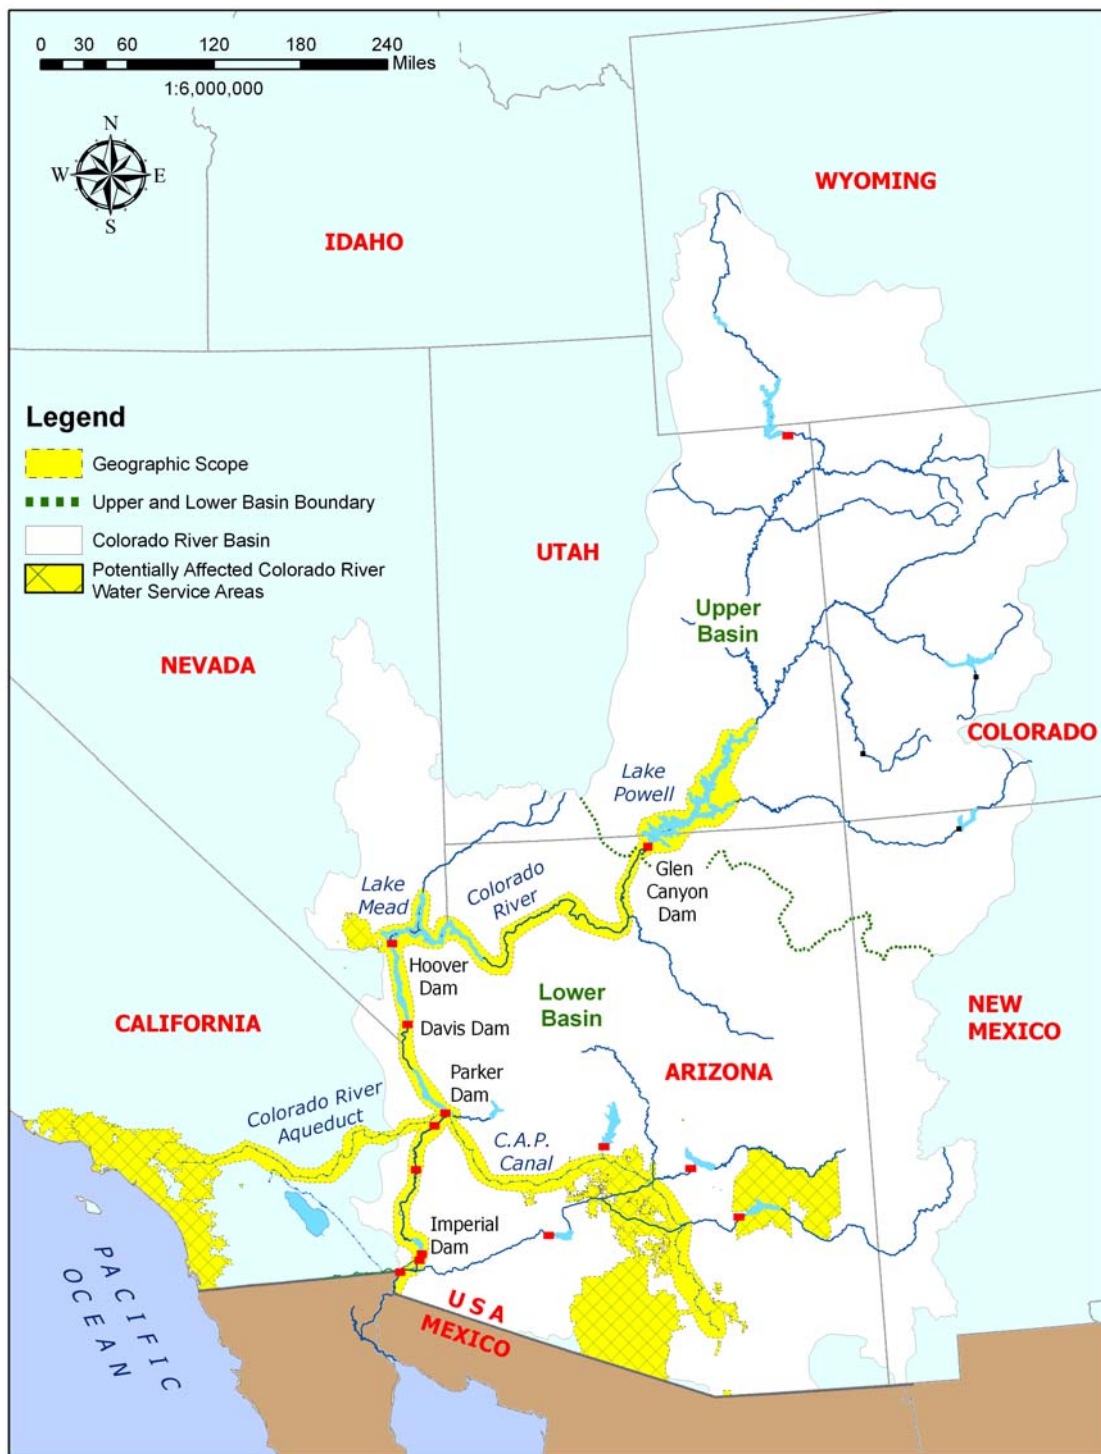 0 30 60 120 180 240
Miles
1:6,000,000
N
W E
S
WYOMING
IDAHO
Legend
Geographic Scope
Upper and Lower Basin Boundary
Colorado River Basin
Potentially Affected Colorado River
Water Service Areas
UTAH
Upper
Basin
NEVADA
COLORADO
Lake
Powell
Glen
Canyon
Dam
Lake
Mead
Colorado
River
Hoover
Dam
Lower
Basin
NEW
MEXICO
CALIFORNIA
Davis Dam
ARIZONA
Parker
Dam
Colorado River
Aqueduct
C.A.P.
Canal
Imperial
Dam
PACIFIC
OCEAN
USA
MEXICO